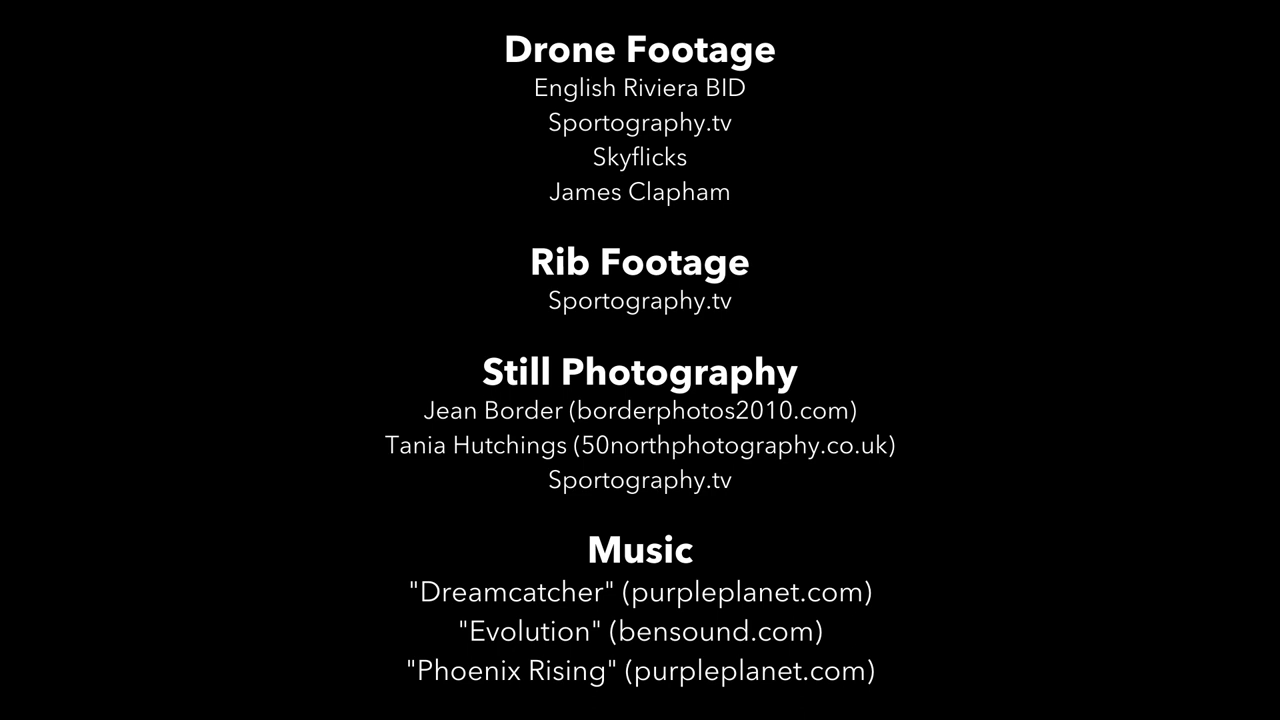 Drone Footage
English Riviera BID
Sportography.tv
Skyflicks
James Clapham
Rib Footage
Sportography.tv
Still Photography
Jean Border (borderphotos2010.com)
Tania Hutchings (50northphotography.co.uk)
Sportography.tv
Music
"Dreamcatcher" (purpleplanet.com)
"Evolution" (bensound.com)
"Phoenix Rising" (purpleplanet.com)